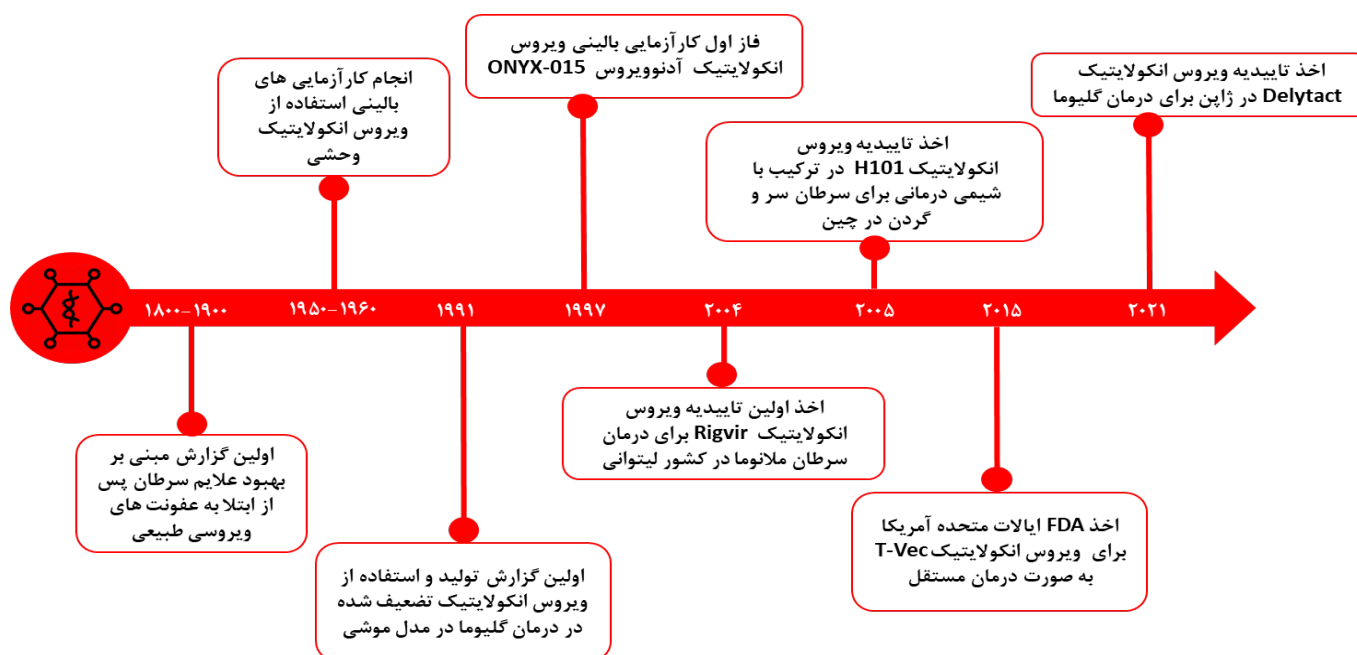 انجام کارآزمایی های
بالینی استفاده از
ویروس انکولایتیک
وحشی
فاز اول کارآزمایی بالینی ویروس
انکولایتیک آدنوویروس ONYX-015
اخذ تاییدیه ویروس
انکولایتیک H101 در ترکیب با
شیمی درمانی برای سرطان سر و
گردن در چین
اخذ تاییدیه ویروس انکولایتیک
Delytact در ژاپن برای درمان گلیوما
۱۸۰۰-۱۹۰۰
۱۹۵۰-۱۹۶۰
۱۹۹۱
۱۹۹۷
۲۰۰۴
۲۰۰۵
۲۰۱۵
۲۰۲۱
اولین گزارش مبنی بر
بهبود علایم سرطان پس
از ابتلا به عفونت های
ویروسی طبیعی
اولین گزارش تولید و استفاده از
ویروس انکولایتیک تضعیف شده
در درمان گلیوما در مدل موشی
اخذ اولین تاییدیه ویروس
انکولایتیک Rigvir برای درمان
سرطان ملانوما در کشور لیتوانی
اخذ FDA ایالات متحده آمریکا
برای ویروس انکولایتیک T-Vec
به صورت درمان مستقل